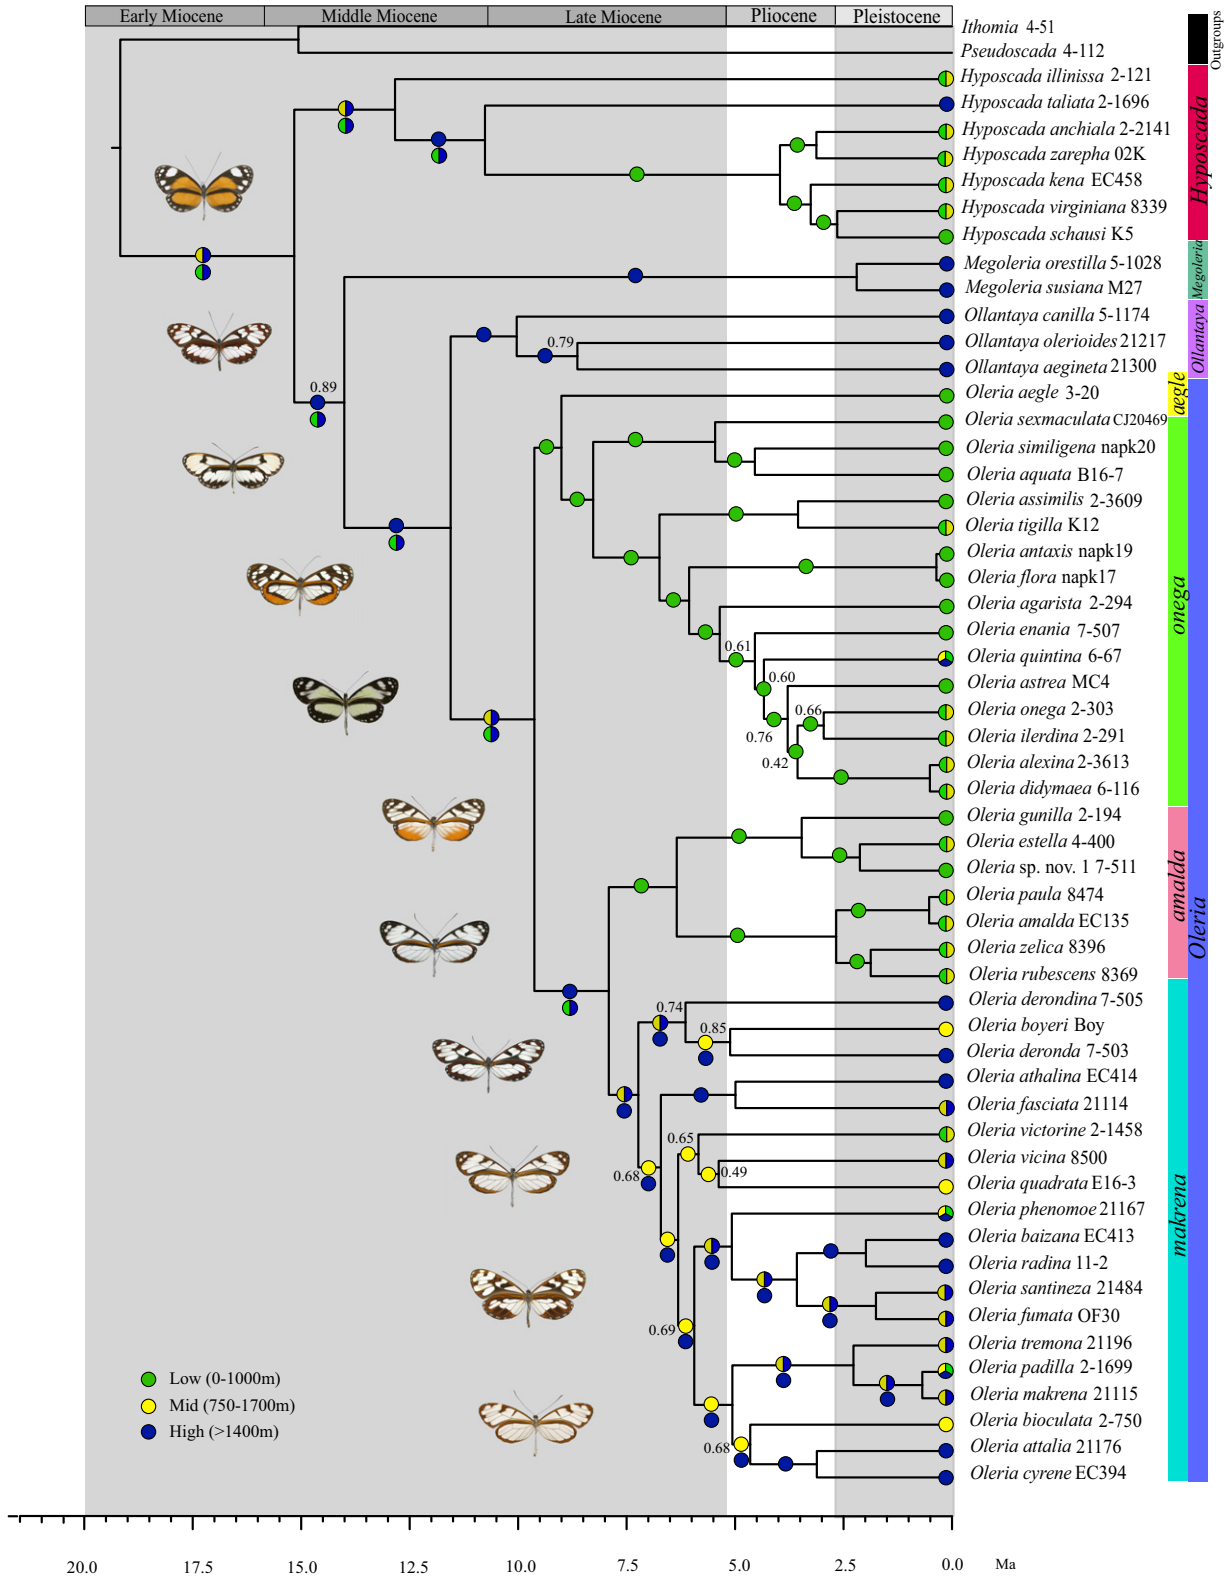 Early Miocene Middle Miocene Late Miocene Pliocene Pleistocene
Ithomia 4-51
Pseudoscada 4-112
Hyposcada illinissa 2-121
Hyposcada taliata 2-1696
Hyposcada anchiala 2-2141
Hyposcada zarepha 02K
Hyposcada kena EC458
Hyposcada virginiana 8339
Hyposcada schausi K5
Megoleria orestilla 5-1028
Megoleria susiana M27
Ollantaya canilla 5-1174
Ollantaya olerioides 21217
Ollantaya aegineta 21300
Oleria aegle 3-20
Oleria sexmaculata CJ20469
Oleria similigena napk20
Oleria aquata B16-7
Oleria assimilis 2-3609
Oleria tigilla K12
Oleria antaxis napk19
Oleria flora napk17
Oleria agarista 2-294
Oleria enania 7-507
Oleria quintina 6-67
Oleria astrea MC4
Oleria onega 2-303
Oleria ilerdina 2-291
Oleria alexina 2-3613
Oleria didymaea 6-116
Oleria gunilla 2-194
Oleria estella 4-400
Oleria sp. nov. 1 7-511
Oleria paula 8474
Oleria amalda EC135
Oleria zelica 8396
Oleria rubescens 8369
Oleria derondina 7-505
Oleria boyeri Boy
Oleria deronda 7-503
Oleria athalina EC414
Oleria fasciata 21114
Oleria victorine 2-1458
Oleria vicina 8500
Oleria quadrata E16-3
Oleria phenomoe 21167
Oleria baizana EC413
Oleria radina 11-2
Oleria santineza 21484
Oleria fumata OF30
Oleria tremona 21196
Oleria padilla 2-1699
Oleria makrena 21115
Oleria bioculata 2-750
Oleria attalia 21176
Oleria cyrene EC394
Outgroups
Hyposcada
Megoleria
Ollantaya
aegle
onega
amalda
Oleria
makrena
0.79
0.89
0.61
0.60
0.66
0.76
0.42
0.74
0.85
0.65
0.68
0.49
0.69
0.68
Low (0-1000m)
Mid (750-1700m)
High (>1400m)
20.0 17.5 15.0 12.5 10.0 7.5 5.0 2.5 0.0 Ma